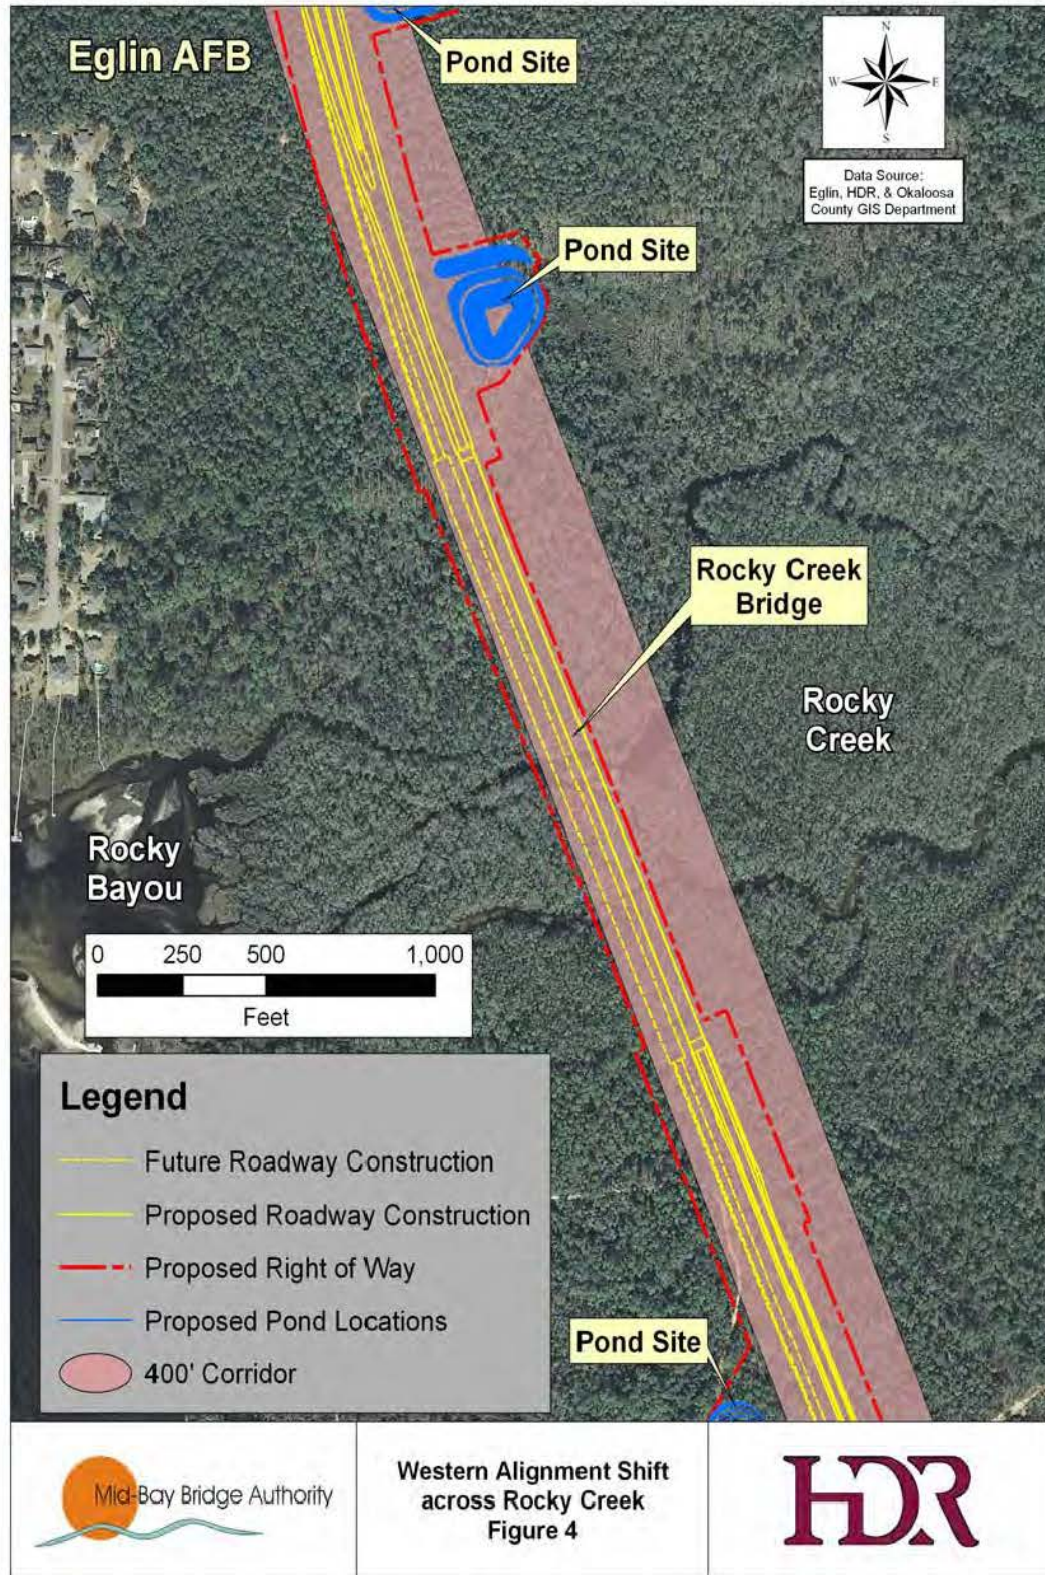 Eglin AFB
Pond Site
N
W
E
S
Data Source:
Eglin, HDR, & Okaloosa
County GIS Department
Pond Site
Rocky Creek
Bridge
Rocky
Creek
Rocky
Bayou
0 250 500 1,000
Feet
Legend
Future Roadway Construction
Proposed Roadway Construction
Proposed Right of Way
Proposed Pond Locations
400' Corridor
Pond Site
Mid-Bay Bridge Authority
Western Alignment Shift
across Rocky Creek
Figure 4
HDR